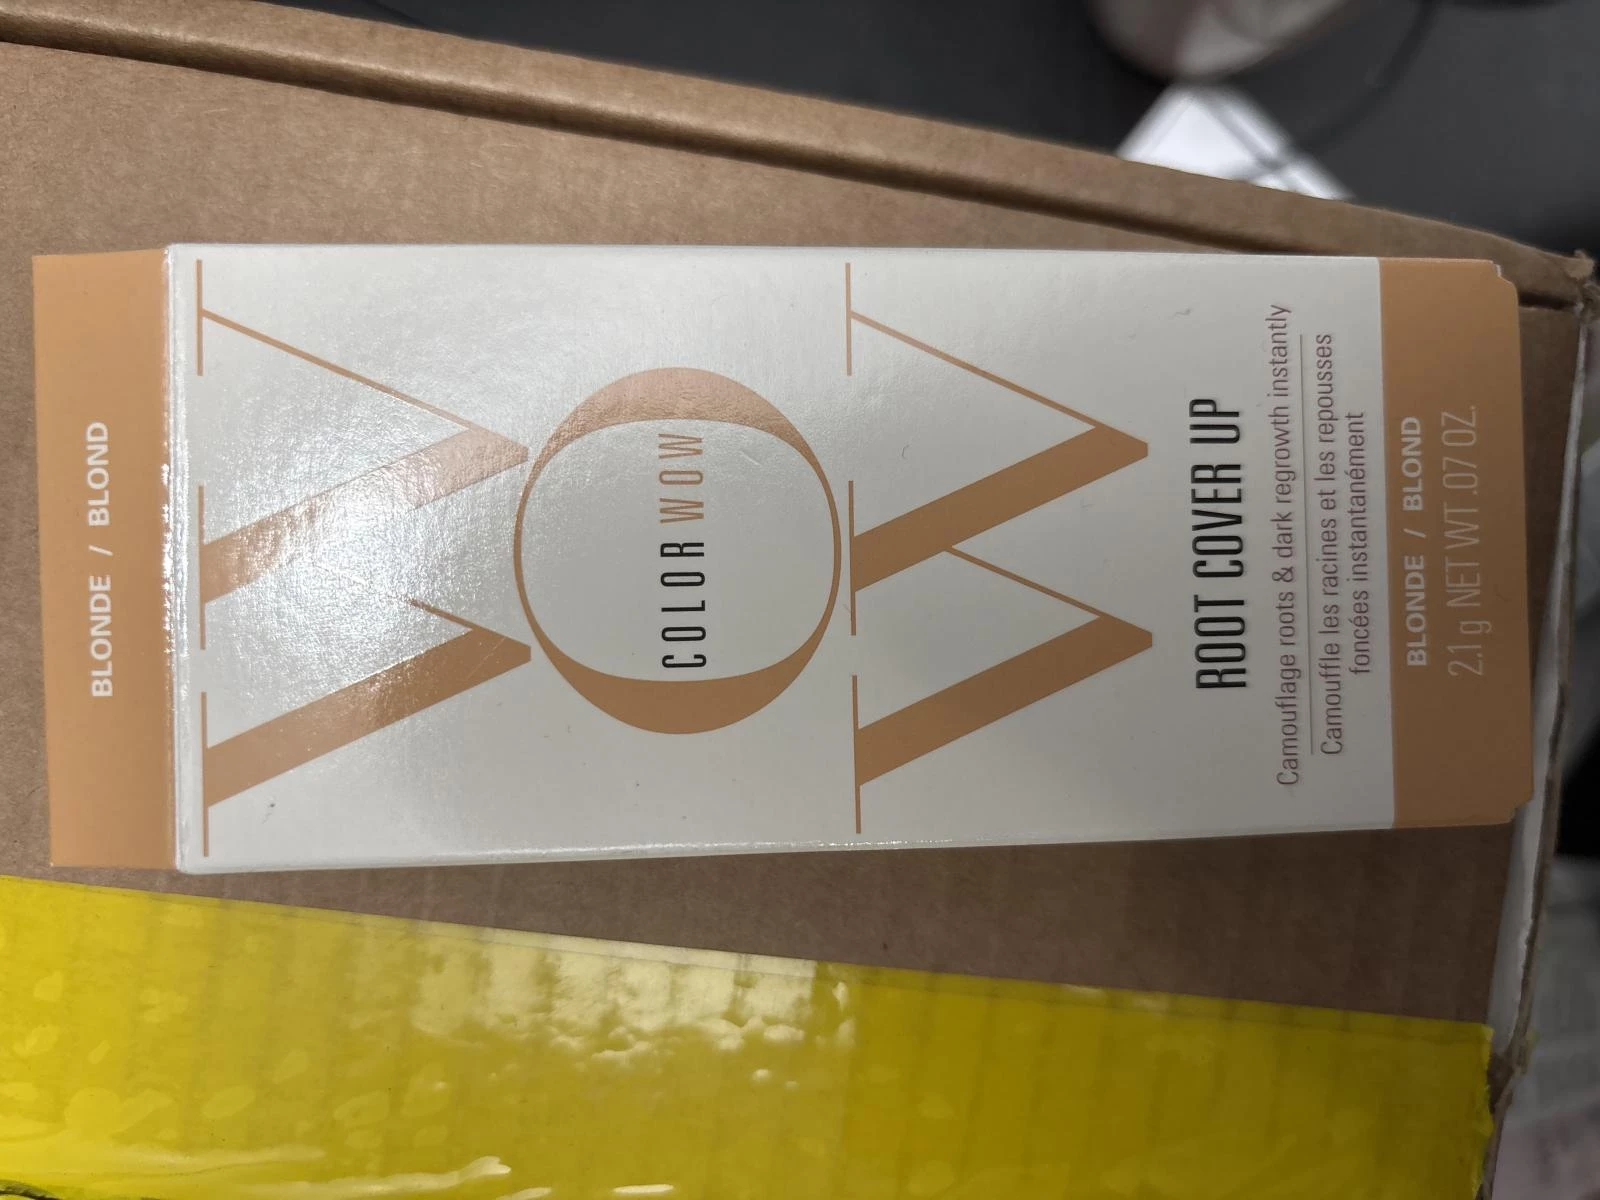 BLONDE / BLOND
WOW
COLOR WOW
ROOT COVER UP
Camouflage roots & dark regrowth instantly
Camouffle les racines et les repousses
foncées instantanément
BLONDE / BLOND
2.1 g NET WT .07 OZ.